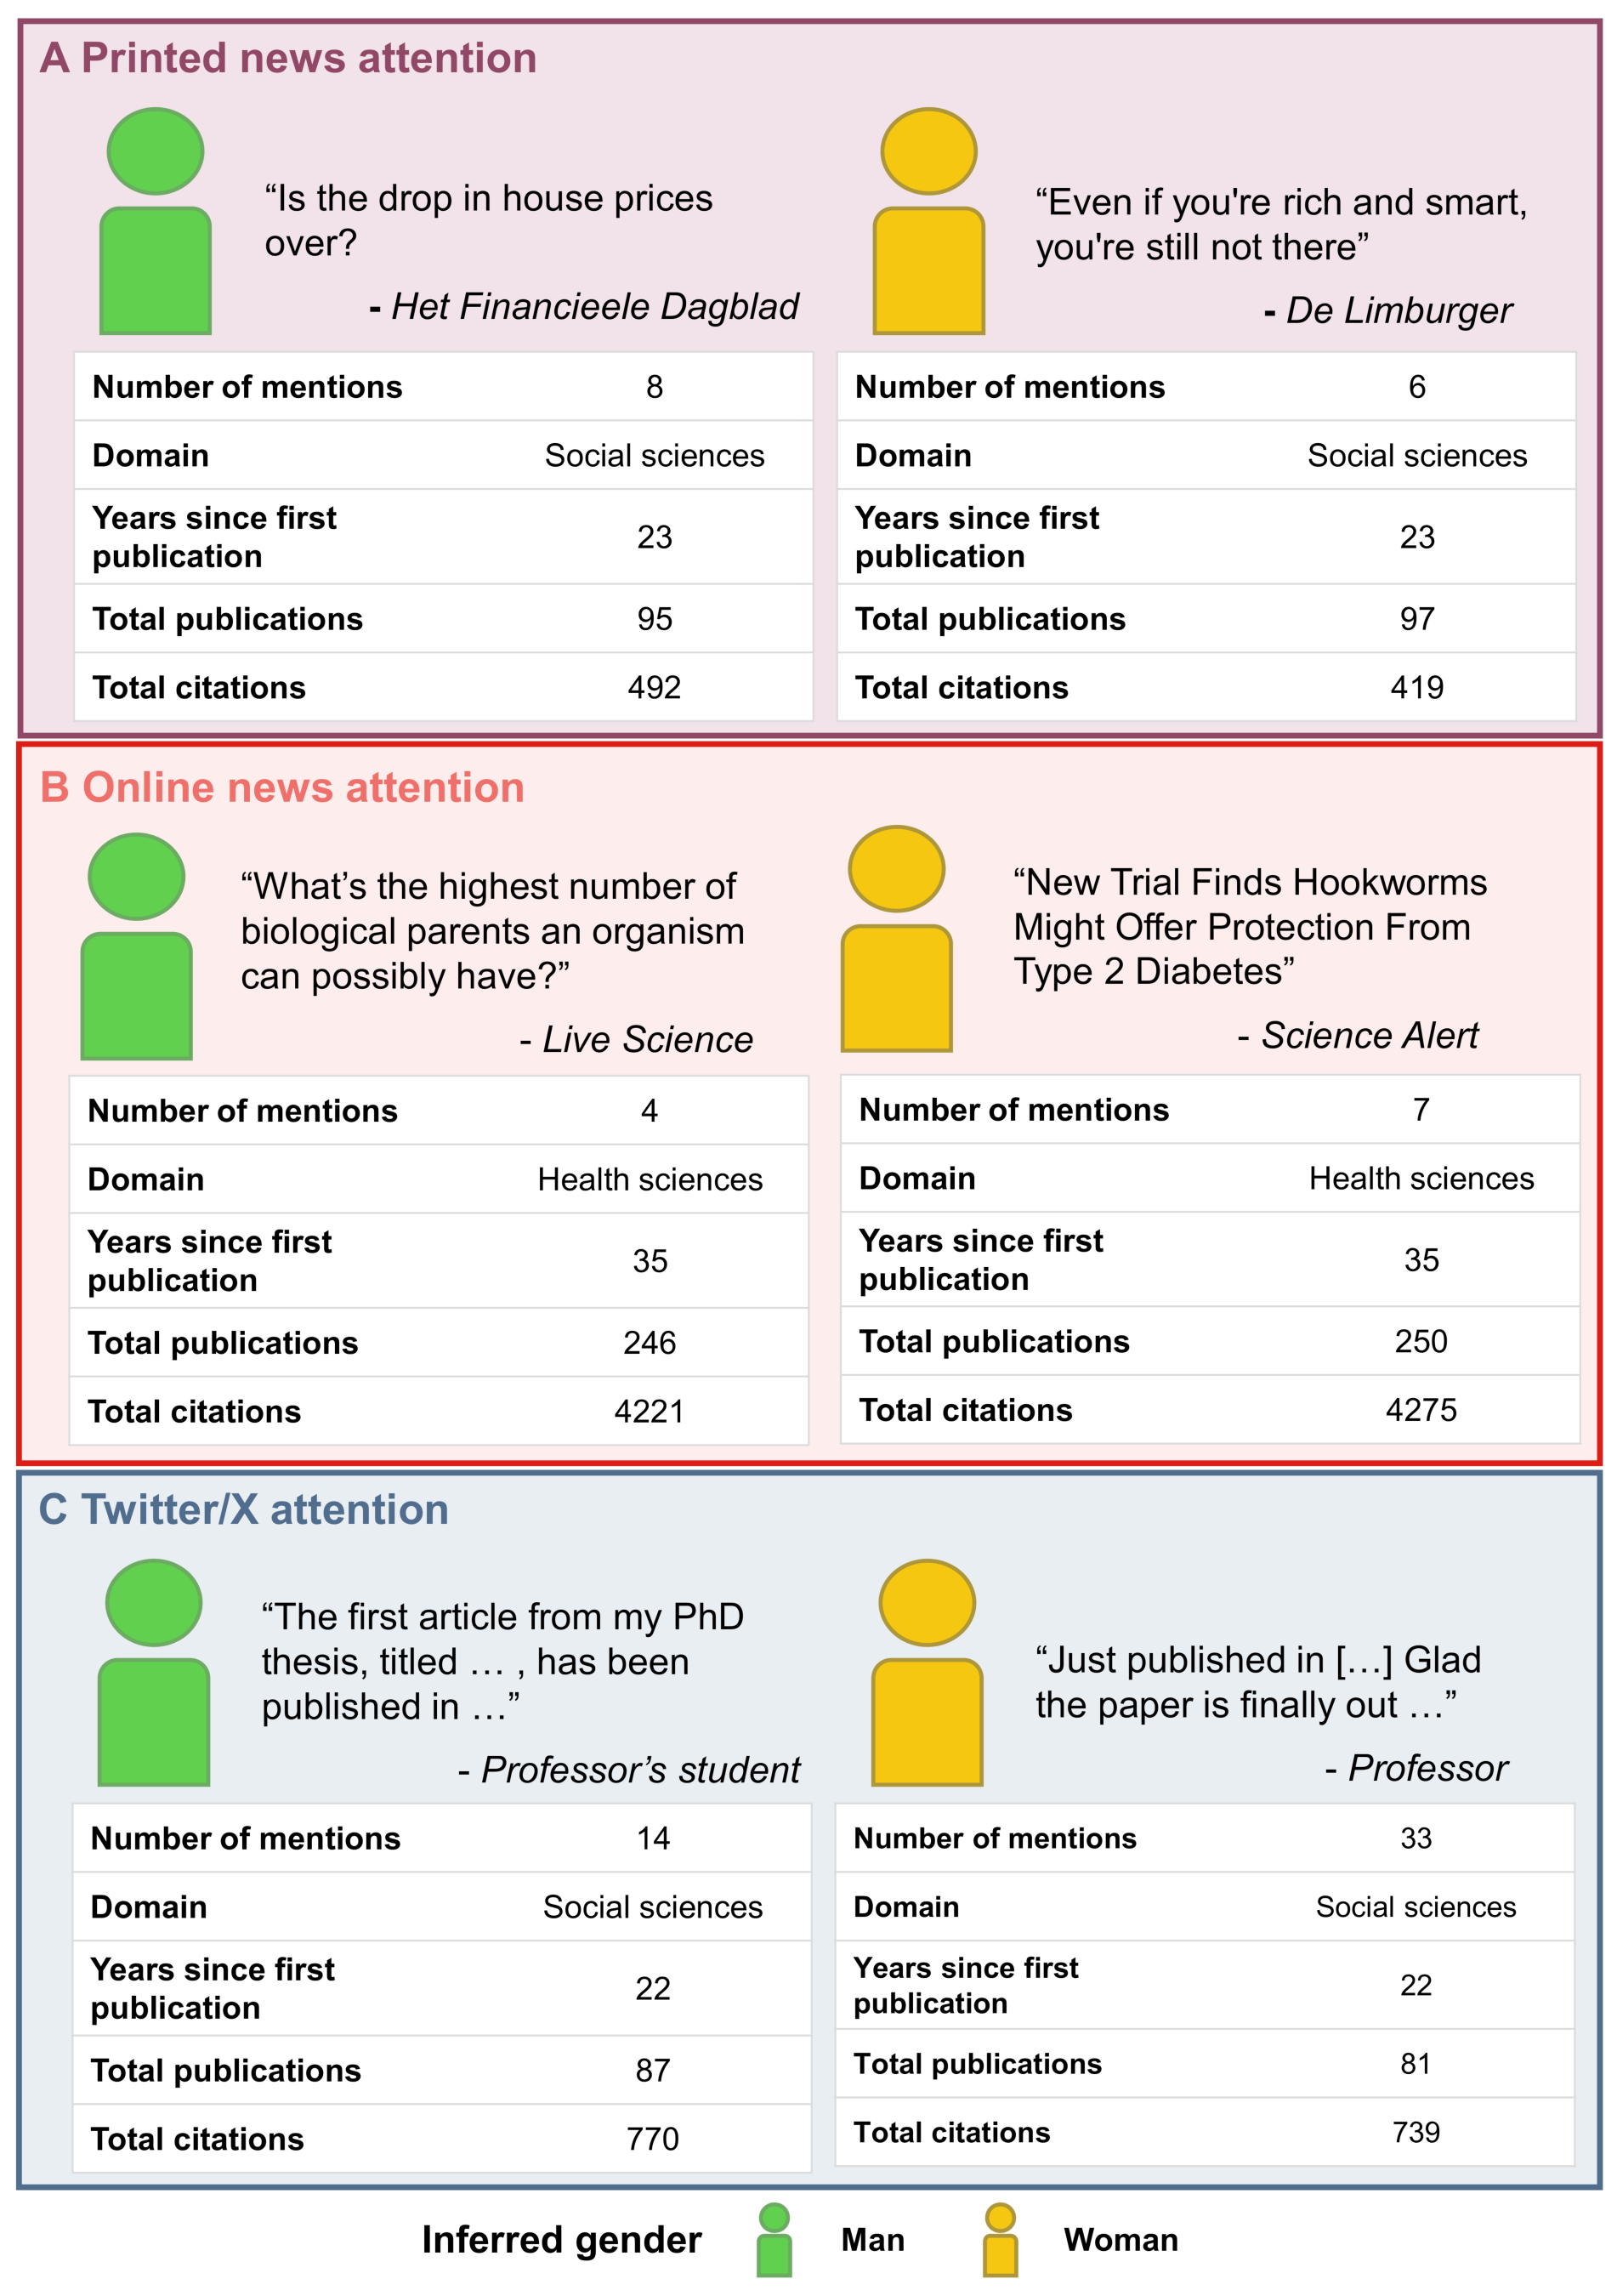 A Printed news attention
“Is the drop in house prices
over?
- Het Financieele Dagblad
Number of mentions 8
Domain Social sciences
Years since first
publication 23
Total publications 95
Total citations 492
“Even if you're rich and smart,
you're still not there”
- De Limburger
Number of mentions 6
Domain Social sciences
Years since first
publication 23
Total publications 97
Total citations 419
B Online news attention
“What’s the highest number of
biological parents an organism
can possibly have?”
- Live Science
Number of mentions 4
Domain Health sciences
Years since first
publication 35
Total publications 246
Total citations 4221
“New Trial Finds Hookworms
Might Offer Protection From
Type 2 Diabetes”
- Science Alert
Number of mentions 7
Domain Health sciences
Years since first
publication 35
Total publications 250
Total citations 4275
C Twitter/X attention
“The first article from my PhD
thesis, titled … , has been
published in …”
- Professor’s student
Number of mentions 14
Domain Social sciences
Years since first
publication 22
Total publications 87
Total citations 770
“Just published in […] Glad
the paper is finally out …”
- Professor
Number of mentions 33
Domain Social sciences
Years since first
publication 22
Total publications 81
Total citations 739
Inferred gender Man Woman